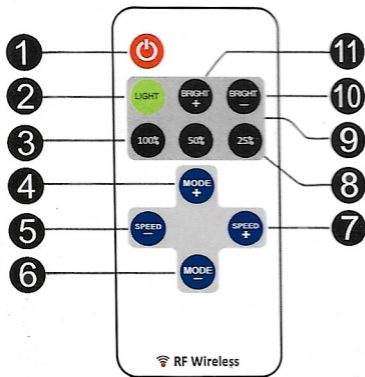 1
11
2
LIGHT
BRIGHT
+
BRIGHT
−
10
9
3
100%
50%
25%
8
4
MODE
+
5
SPEED
−
SPEED
+
7
6
MODE
−
RF Wireless